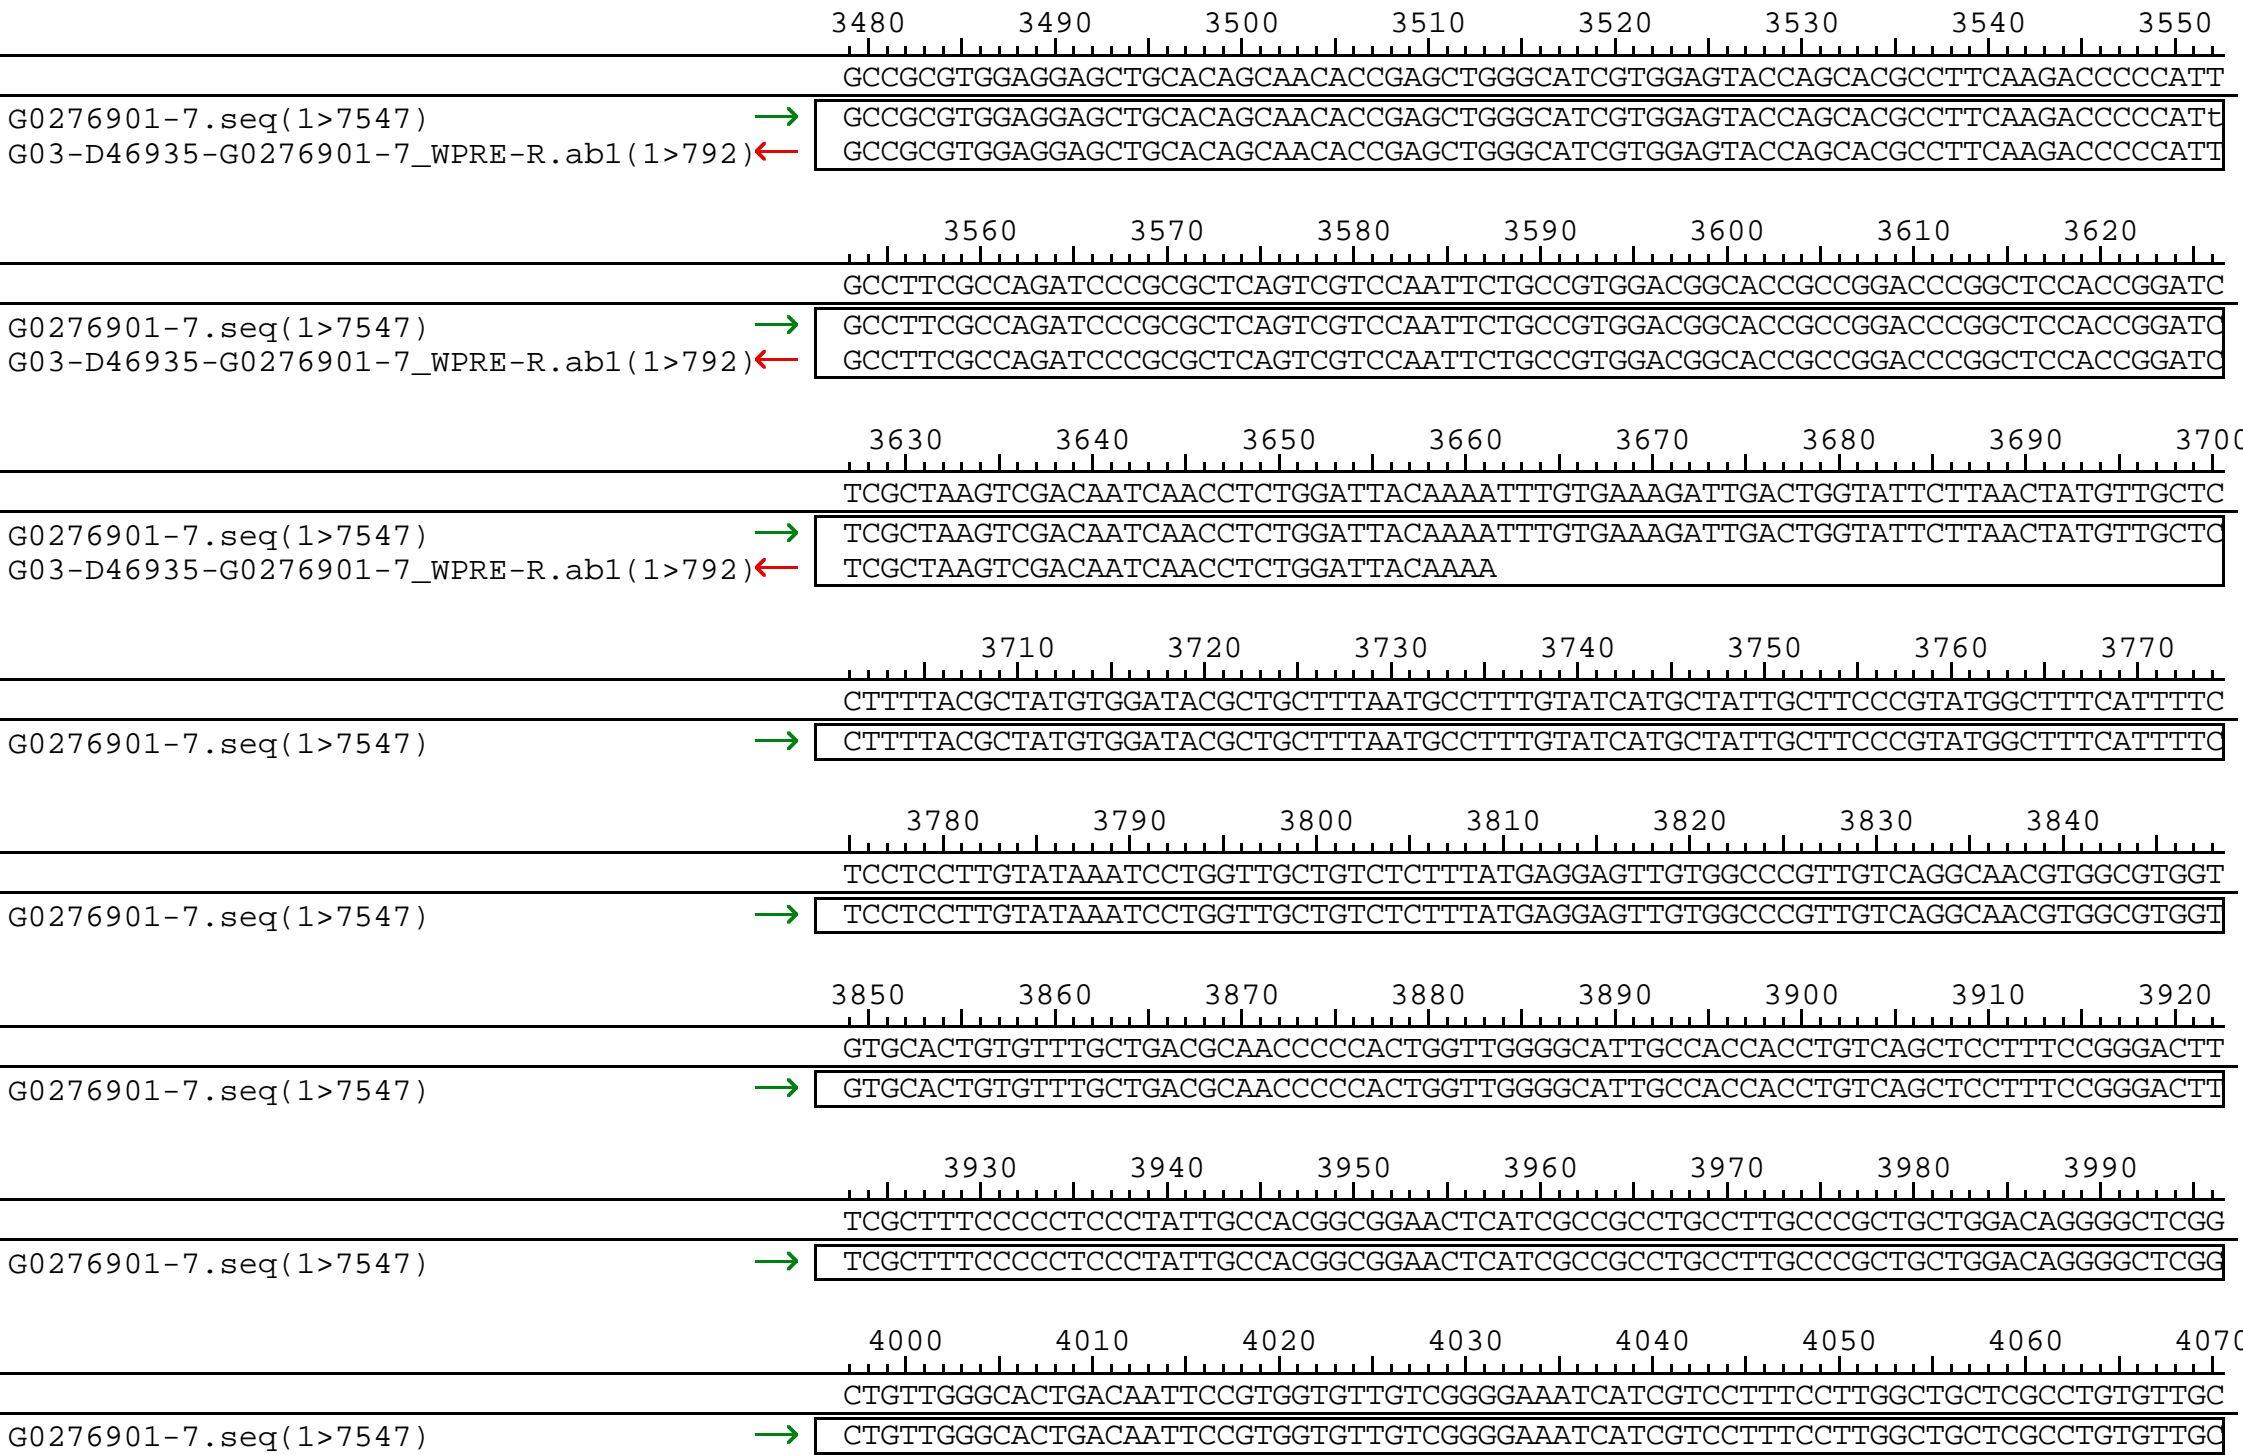 3480 3490 3500 3510 3520 3530 3540 3550
GCCGCGTGGAGGAGCTGCACAGCAACACCGAGCTGGGCATCGTGGAGTACCAGCACGCCTTCAAGACCCCCATT
G0276901-7.seq(1>7547) → GCCGCGTGGAGGAGCTGCACAGCAACACCGAGCTGGGCATCGTGGAGTACCAGCACGCCTTCAAGACCCCCATt
G03-D46935-G0276901-7_WPRE-R.ab1(1>792) ← GCCGCGTGGAGGAGCTGCACAGCAACACCGAGCTGGGCATCGTGGAGTACCAGCACGCCTTCAAGACCCCCATT
3560 3570 3580 3590 3600 3610 3620
GCCTTCGCCAGATCCCGCGCTCAGTCGTCCAATTCTGCCGTGGACGGCACCGCCGGACCCGGCTCCACCGGATC
G0276901-7.seq(1>7547) → GCCTTCGCCAGATCCCGCGCTCAGTCGTCCAATTCTGCCGTGGACGGCACCGCCGGACCCGGCTCCACCGGATC
G03-D46935-G0276901-7_WPRE-R.ab1(1>792) ← GCCTTCGCCAGATCCCGCGCTCAGTCGTCCAATTCTGCCGTGGACGGCACCGCCGGACCCGGCTCCACCGGATC
3630 3640 3650 3660 3670 3680 3690 3700
TCGCTAAGTCGACAATCAACCTCTGGATTACAAAATTTGTGAAAGATTGACTGGTATTCTTAACTATGTTGCTC
G0276901-7.seq(1>7547) → TCGCTAAGTCGACAATCAACCTCTGGATTACAAAATTTGTGAAAGATTGACTGGTATTCTTAACTATGTTGCTC
G03-D46935-G0276901-7_WPRE-R.ab1(1>792) ← TCGCTAAGTCGACAATCAACCTCTGGATTACAAAA
3710 3720 3730 3740 3750 3760 3770
CTTTTACGCTATGTGGATACGCTGCTTTAATGCCTTTGTATCATGCTATTGCTTCCCGTATGGCTTTCATTTTC
G0276901-7.seq(1>7547) → CTTTTACGCTATGTGGATACGCTGCTTTAATGCCTTTGTATCATGCTATTGCTTCCCGTATGGCTTTCATTTTC
3780 3790 3800 3810 3820 3830 3840
TCCTCCTTGTATAAATCCTGGTTGCTGTCTCTTTATGAGGAGTTGTGGCCCGTTGTCAGGCAACGTGGCGTGGT
G0276901-7.seq(1>7547) → TCCTCCTTGTATAAATCCTGGTTGCTGTCTCTTTATGAGGAGTTGTGGCCCGTTGTCAGGCAACGTGGCGTGGT
3850 3860 3870 3880 3890 3900 3910 3920
GTGCACTGTGTTTGCTGACGCAACCCCCACTGGTTGGGGCATTGCCACCACCTGTCAGCTCCTTTCCGGGACTT
G0276901-7.seq(1>7547) → GTGCACTGTGTTTGCTGACGCAACCCCCACTGGTTGGGGCATTGCCACCACCTGTCAGCTCCTTTCCGGGACTT
3930 3940 3950 3960 3970 3980 3990
TCGCTTTCCCCCTCCCTATTGCCACGGCGGAACTCATCGCCGCCTGCCTTGCCCGCTGCTGGACAGGGGCTCGG
G0276901-7.seq(1>7547) → TCGCTTTCCCCCTCCCTATTGCCACGGCGGAACTCATCGCCGCCTGCCTTGCCCGCTGCTGGACAGGGGCTCGG
4000 4010 4020 4030 4040 4050 4060 4070
CTGTTGGGCACTGACAATTCCGTGGTGTTGTCGGGGAAATCATCGTCCTTTCCTTGGCTGCTCGCCTGTGTTGC
G0276901-7.seq(1>7547) → CTGTTGGGCACTGACAATTCCGTGGTGTTGTCGGGGAAATCATCGTCCTTTCCTTGGCTGCTCGCCTGTGTTGC